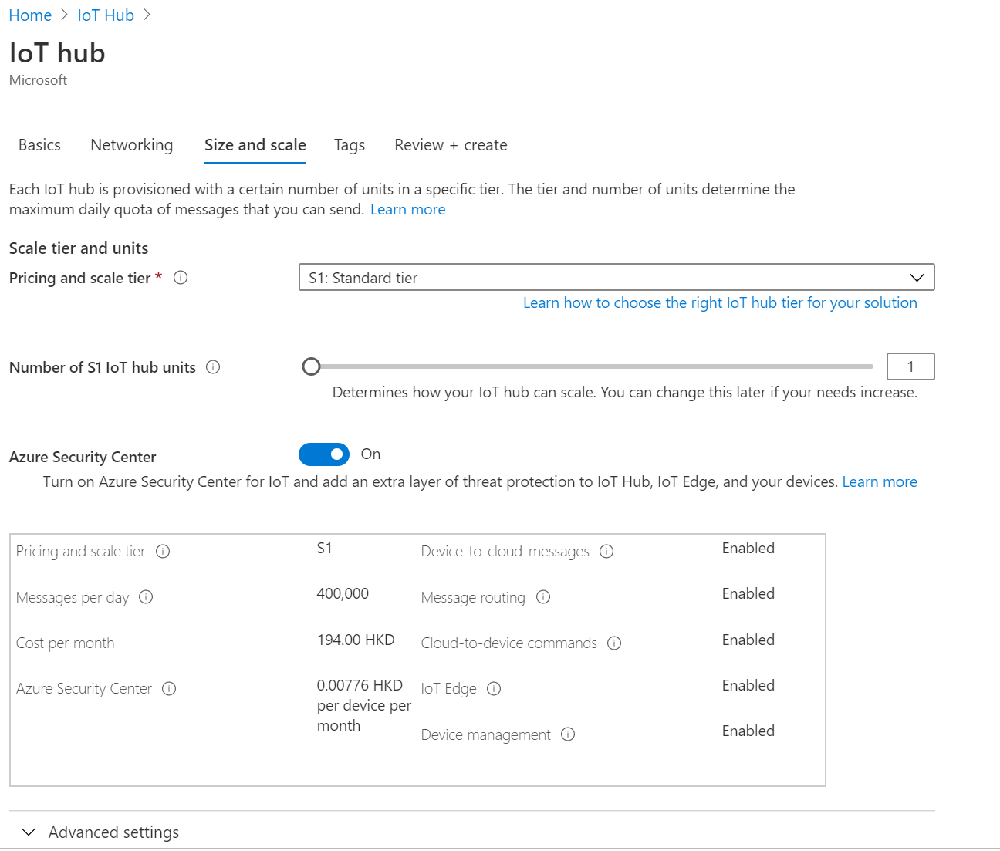 Home > IoT Hub >
IoT hub
Microsoft
Basics Networking Size and scale Tags Review + create
Each IoT hub is provisioned with a certain number of units in a specific tier. The tier and number of units determine the
maximum daily quota of messages that you can send. Learn more
Scale tier and units
Pricing and scale tier * S1: Standard tier
Learn how to choose the right IoT hub tier for your solution
Number of S1 IoT hub units 1
Determines how your IoT hub can scale. You can change this later if your needs increase.
Azure Security Center On
Turn on Azure Security Center for IoT and add an extra layer of threat protection to IoT Hub, IoT Edge, and your devices. Learn more
Pricing and scale tier S1 Device-to-cloud-messages Enabled
Messages per day 400,000 Message routing Enabled
Cost per month 194.00 HKD Cloud-to-device commands Enabled
Azure Security Center 0.00776 HKD IoT Edge Enabled
per device per
month
Device management Enabled
Advanced settings